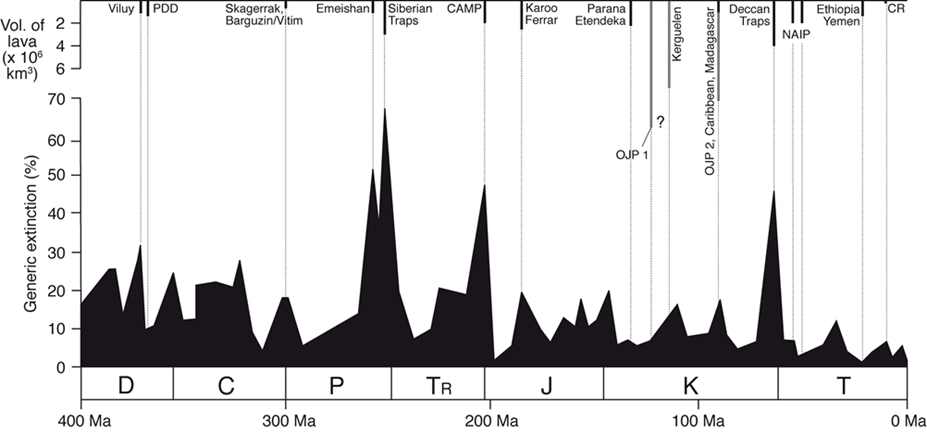 Viluy
PDD
Skagerrak,
Barguzin/Vitim
Emeishan
Siberian
Traps
CAMP
Karoo
Ferrar
Parana
Etendeka
Kerguelen
OJP 2, Caribbean, Madagascar
Deccan
Traps
NAIP
Ethiopia
Yemen
CR
Vol. of
lava
(x 10⁶
km³)
2
4
6
?
OJP 1
Generic extinction (%)
70
60
50
40
30
20
10
0
D
C
P
TR
J
K
T
400 Ma
300 Ma
200 Ma
100 Ma
0 Ma